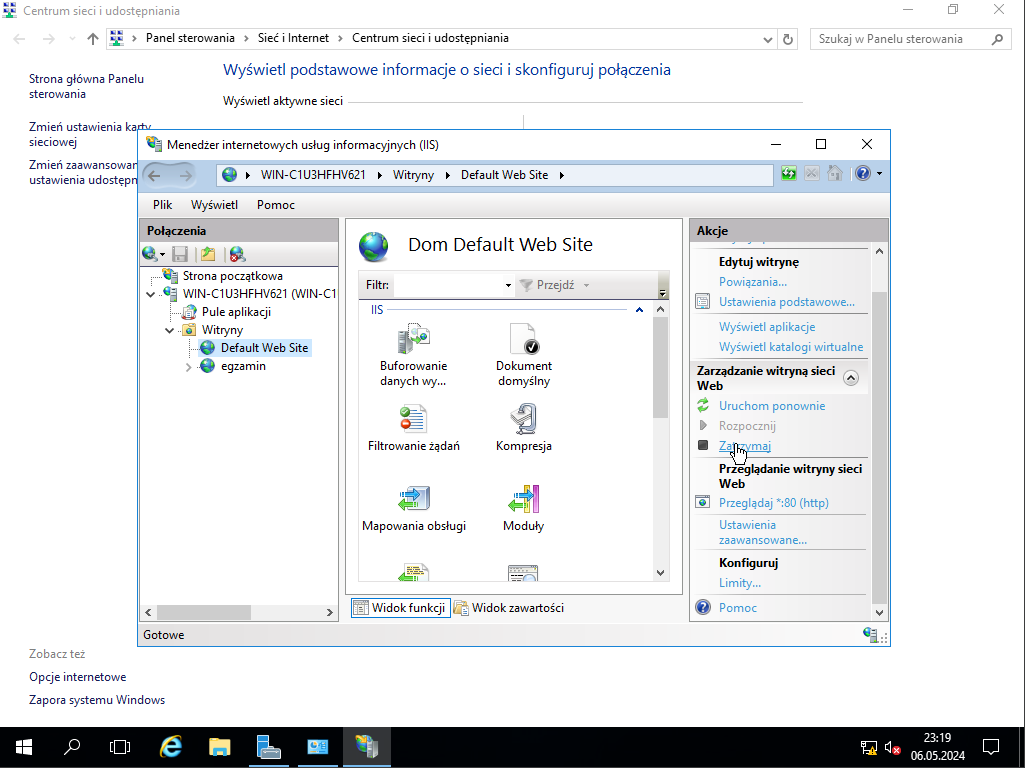 Centrum sieci i udostępniania
Panel sterowania
Sieć i Internet
Centrum sieci i udostępniania
Szukaj w Panelu sterowania
Strona główna Panelu
sterowania
Zmień ustawienia karty
sieciowej
Zmień zaawansowan
ustawienia udostępn
Wyświetl podstawowe informacje o sieci i skonfiguruj połączenia
Wyświetl aktywne sieci
Menedżer internetowych usług informacyjnych (IIS)
WIN-C1U3HFHV621
Witryny
Default Web Site
Plik
Wyświetl
Pomoc
Połączenia
Strona początkowa
WIN-C1U3HFHV621 (WIN-C1
Pule aplikacji
Witryny
Default Web Site
egzamin
Dom Default Web Site
Filtr:
Przejdź
IIS
Buforowanie
danych wy...
Dokument
domyślny
Filtrowanie żądań
Kompresja
Mapowania obsługi
Moduły
Widok funkcji
Widok zawartości
Akcje
Edytuj witrynę
Powiązania...
Ustawienia podstawowe...
Wyświetl aplikacje
Wyświetl katalogi wirtualne
Zarządzanie witryną sieci
Web
Uruchom ponownie
Rozpocznij
Zatrzymaj
Przeglądanie witryny sieci
Web
Przeglądaj *:80 (http)
Ustawienia
zaawansowane...
Konfiguruj
Limity...
Pomoc
Gotowe
Zobacz też
Opcje internetowe
Zapora systemu Windows
23:19
06.05.2024